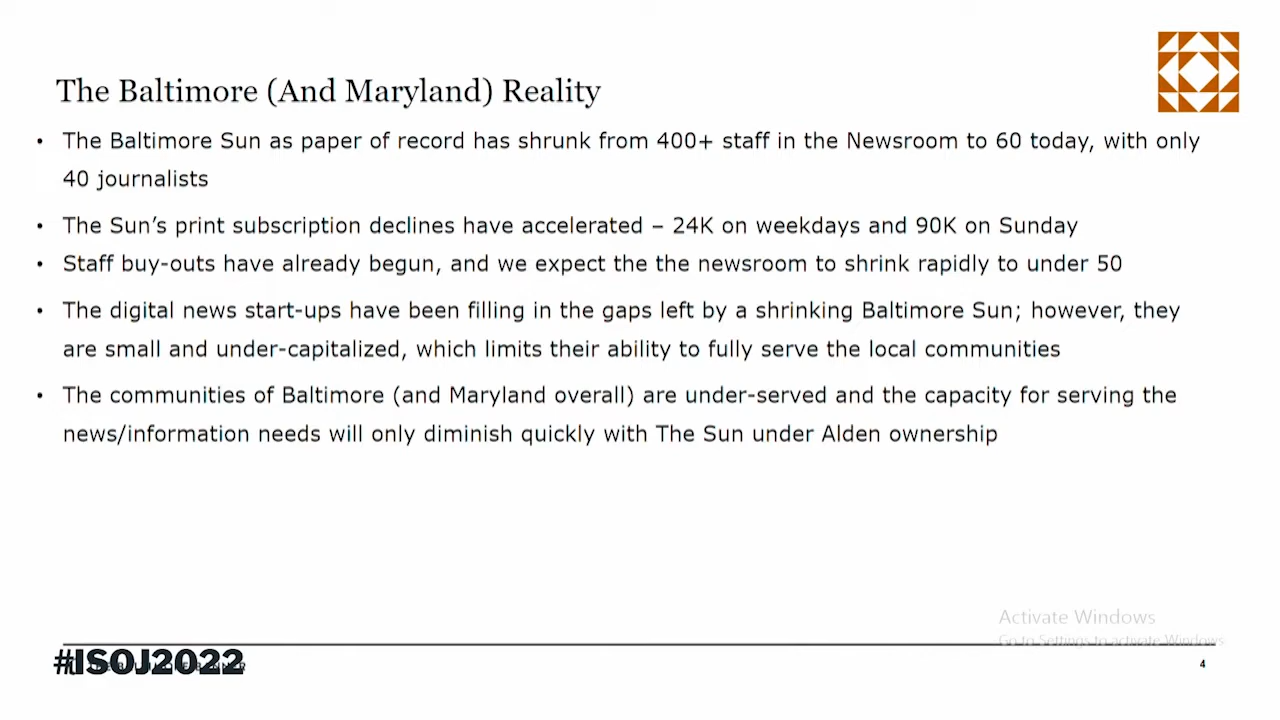 The Baltimore (And Maryland) Reality
• The Baltimore Sun as paper of record has shrunk from 400+ staff in the Newsroom to 60 today, with only
40 journalists
• The Sun’s print subscription declines have accelerated – 24K on weekdays and 90K on Sunday
• Staff buy-outs have already begun, and we expect the the newsroom to shrink rapidly to under 50
• The digital news start-ups have been filling in the gaps left by a shrinking Baltimore Sun; however, they
are small and under-capitalized, which limits their ability to fully serve the local communities
• The communities of Baltimore (and Maryland overall) are under-served and the capacity for serving the
news/information needs will only diminish quickly with The Sun under Alden ownership
Activate Windows
Go to Settings to activate Windows
#ISOJ2022
4